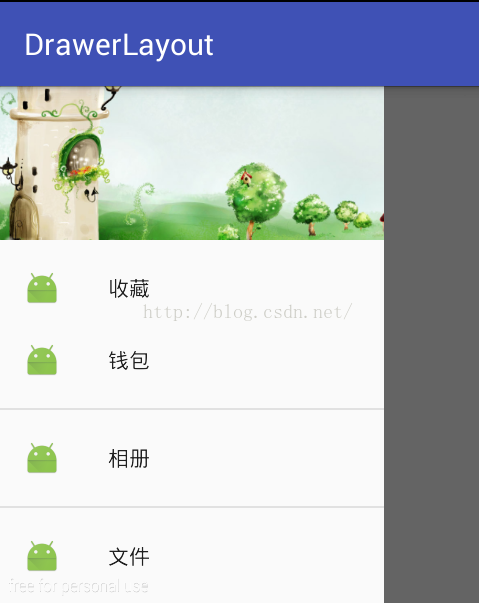 DrawerLayout
收藏
http://blog.csdn.net/
钱包
相册
文件
free for personal use